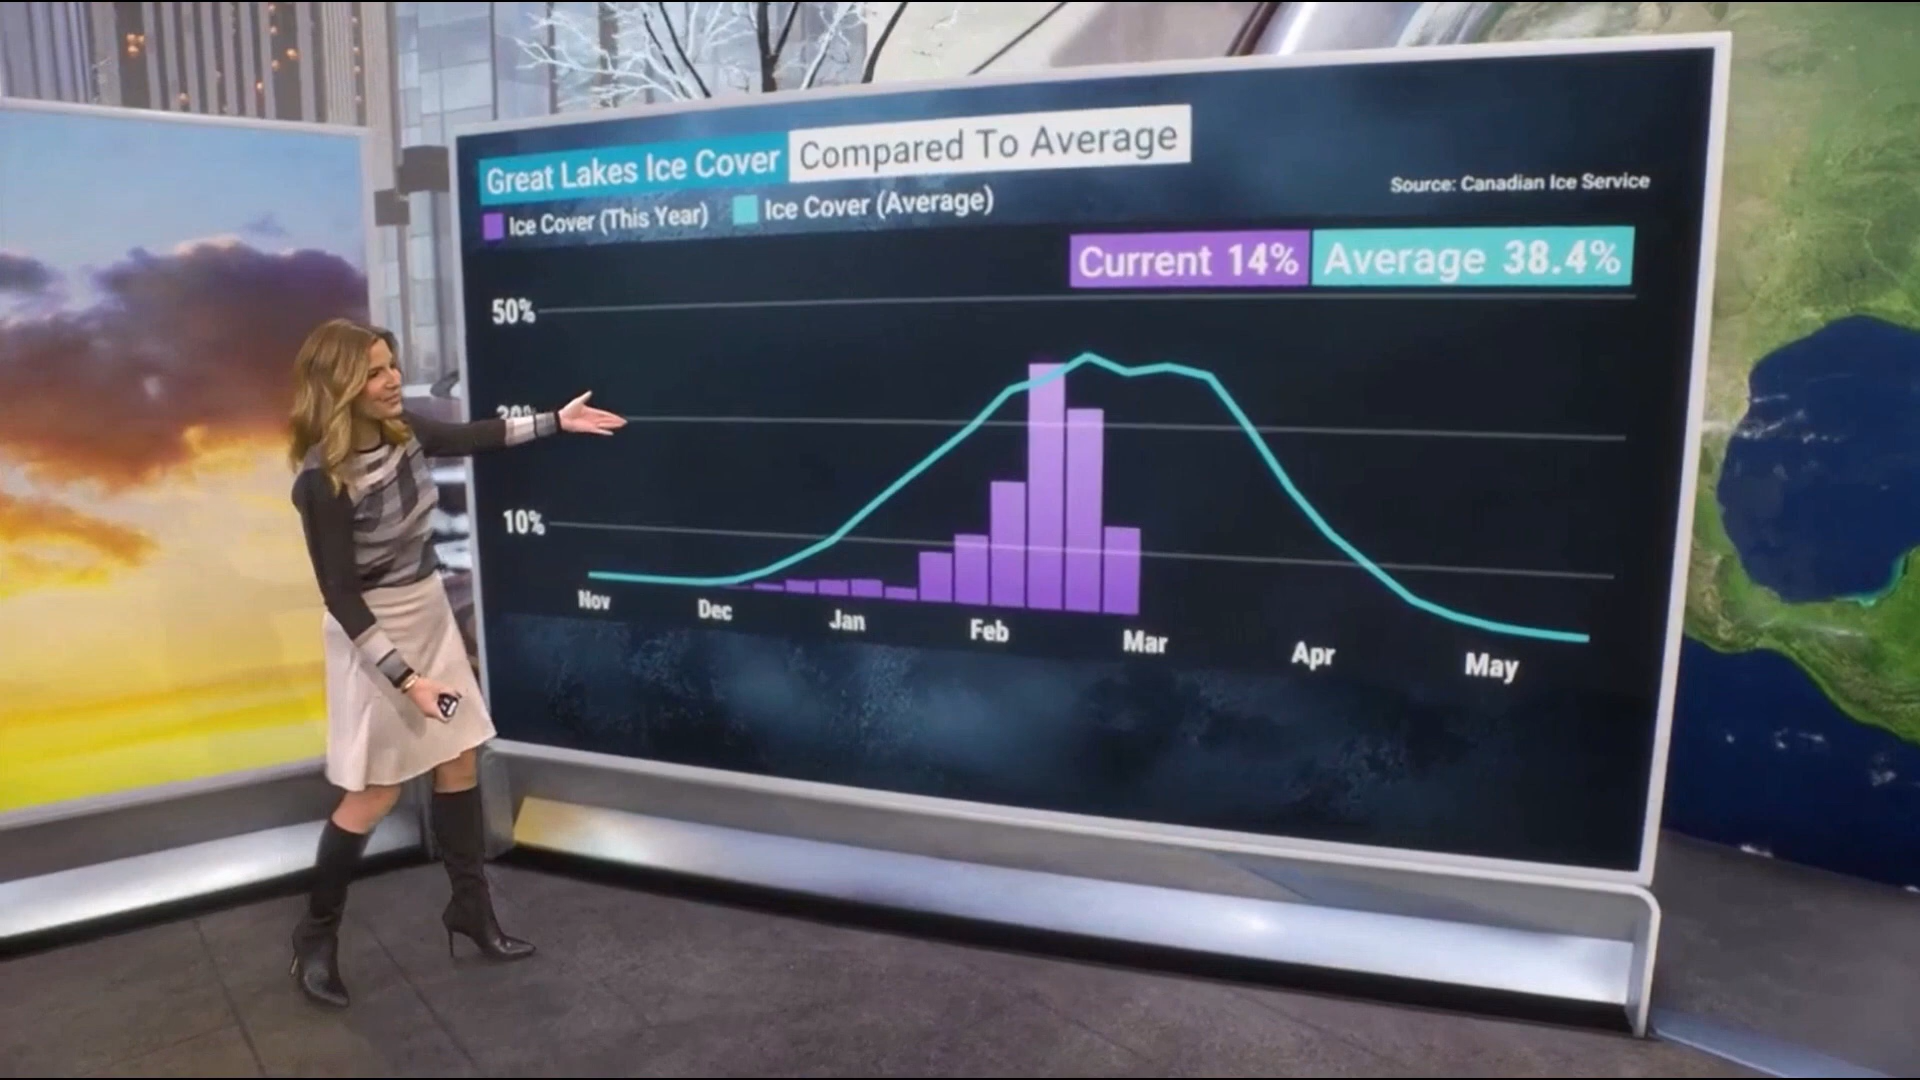 Great Lakes Ice Cover Compared To Average
Ice Cover (This Year) Ice Cover (Average)
Source: Canadian Ice Service
Current 14% Average 38.4%
50%
10%
Nov Dec Jan Feb Mar Apr May